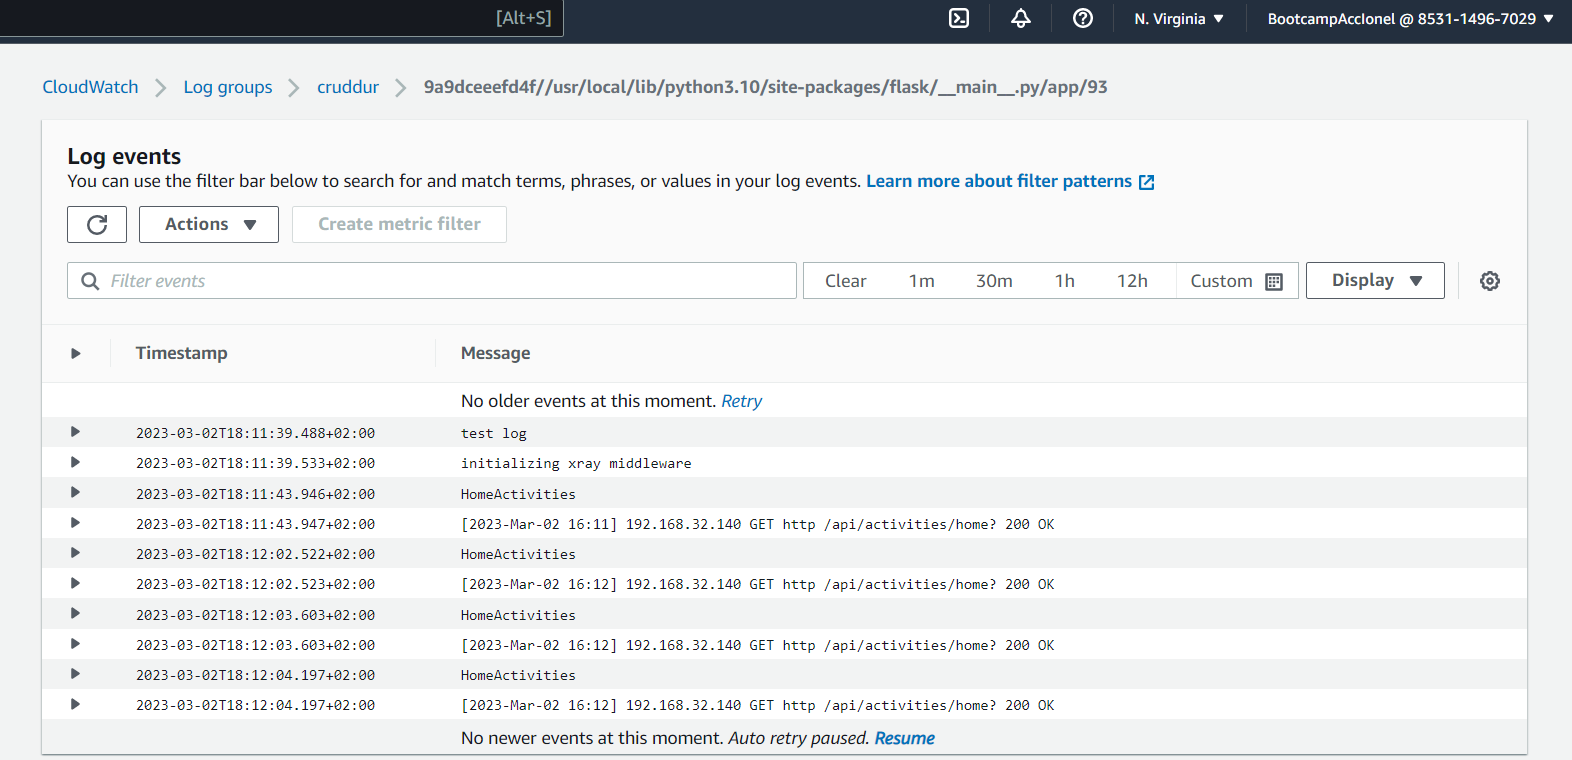 [Alt+S] N. Virginia ▼ BootcampAccIonel @ 8531-1496-7029 ▼
CloudWatch > Log groups > cruddur > 9a9dceeefd4f//usr/local/lib/python3.10/site-packages/flask/__main__.py/app/93
Log events
You can use the filter bar below to search for and match terms, phrases, or values in your log events. Learn more about filter patterns
Actions ▼ Create metric filter
Filter events Clear 1m 30m 1h 12h Custom Display ▼
Timestamp Message
No older events at this moment. Retry
2023-03-02T18:11:39.488+02:00 test log
2023-03-02T18:11:39.533+02:00 initializing xray middleware
2023-03-02T18:11:43.946+02:00 HomeActivities
2023-03-02T18:11:43.947+02:00 [2023-Mar-02 16:11] 192.168.32.140 GET http /api/activities/home? 200 OK
2023-03-02T18:12:02.522+02:00 HomeActivities
2023-03-02T18:12:02.523+02:00 [2023-Mar-02 16:12] 192.168.32.140 GET http /api/activities/home? 200 OK
2023-03-02T18:12:03.603+02:00 HomeActivities
2023-03-02T18:12:03.603+02:00 [2023-Mar-02 16:12] 192.168.32.140 GET http /api/activities/home? 200 OK
2023-03-02T18:12:04.197+02:00 HomeActivities
2023-03-02T18:12:04.197+02:00 [2023-Mar-02 16:12] 192.168.32.140 GET http /api/activities/home? 200 OK
No newer events at this moment. Auto retry paused. Resume